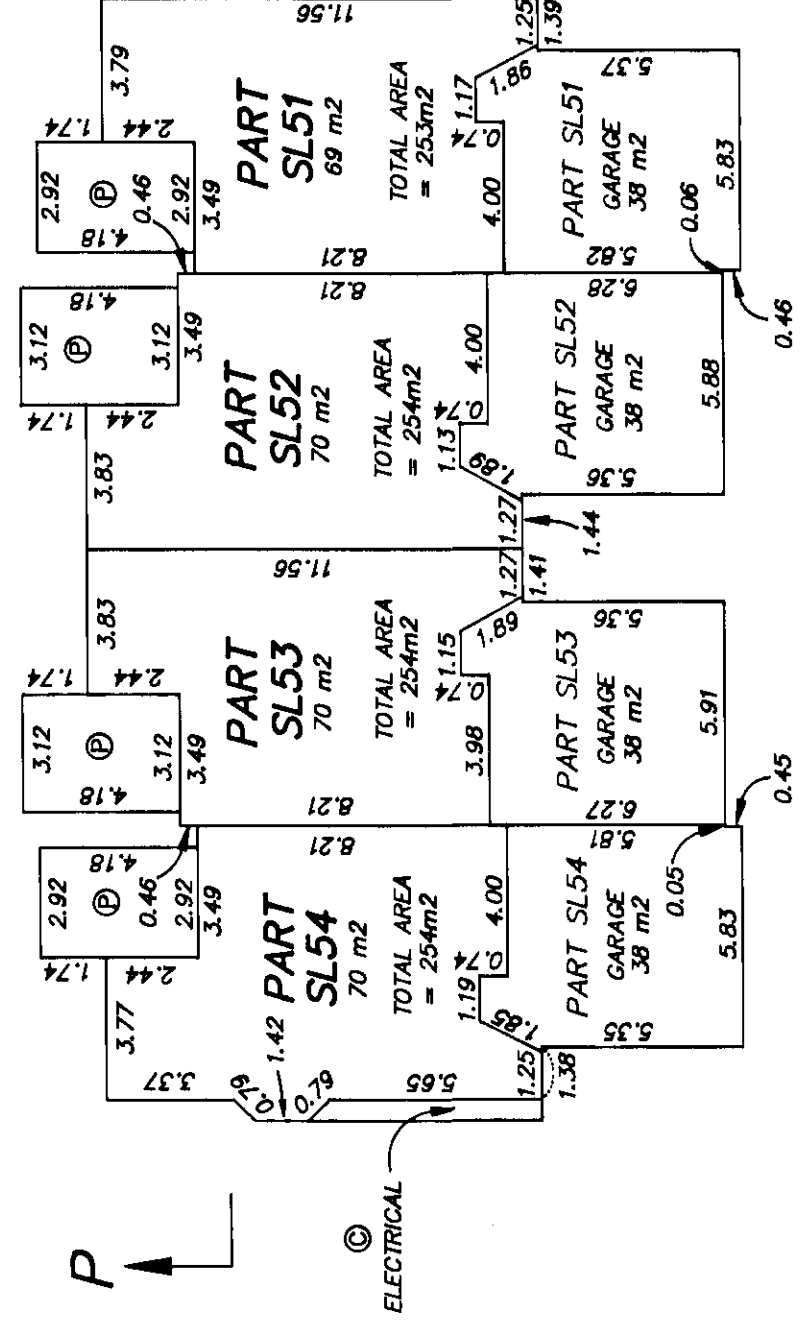 P
Ⓒ
ELECTRICAL
3.77
1.74
2.44
2.92
Ⓟ
4.18
0.46
2.92
3.49
3.37
0.79
1.42
0.79
5.65
PART
SL54
70 m2
TOTAL AREA
= 254m2
8.21
1.25
1.38
1.85
1.19
0.74
4.00
PART SL54
GARAGE
38 m2
5.35
5.81
5.83
0.05
0.45
3.83
1.74
2.44
3.12
Ⓟ
4.18
3.12
3.49
8.21
11.56
PART
SL53
70 m2
TOTAL AREA
= 254m2
3.98
0.74
1.15
1.89
1.27
1.41
PART SL53
GARAGE
38 m2
6.27
5.36
5.91
3.83
1.74
2.44
3.12
Ⓟ
4.18
3.12
3.49
8.21
PART
SL52
70 m2
TOTAL AREA
= 254m2
1.27
1.44
1.89
1.13
0.74
4.00
PART SL52
GARAGE
38 m2
5.36
6.28
5.88
0.06
0.46
3.79
1.74
2.44
2.92
Ⓟ
4.18
0.46
2.92
3.49
8.21
11.56
PART
SL51
69 m2
TOTAL AREA
= 253m2
4.00
0.74
1.17
1.86
1.25
1.39
PART SL51
GARAGE
38 m2
5.82
5.37
5.83